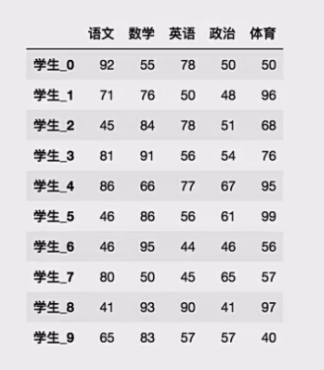 语文 数学 英语 政治 体育
学生_0 92 55 78 50 50
学生_1 71 76 50 48 96
学生_2 45 84 78 51 68
学生_3 81 91 56 54 76
学生_4 86 66 77 67 95
学生_5 46 86 56 61 99
学生_6 46 95 44 46 56
学生_7 80 50 45 65 57
学生_8 41 93 90 41 97
学生_9 65 83 57 57 40